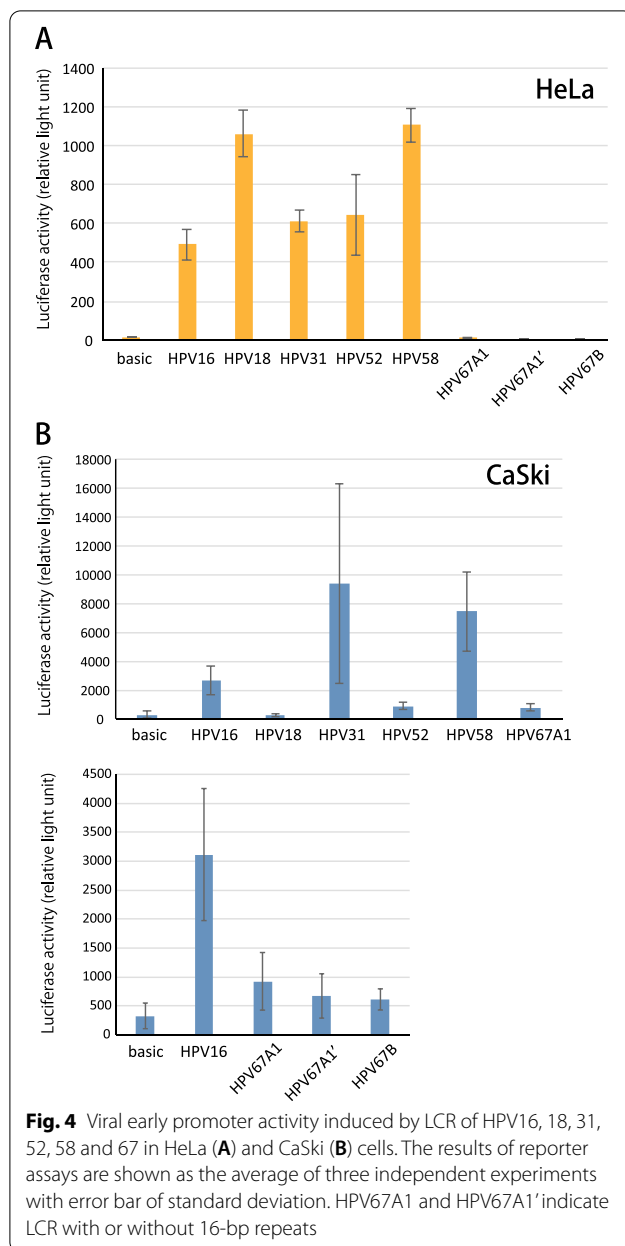 A
HeLa
Luciferase activity (relative light unit)
1400
1200
1000
800
600
400
200
0
basic HPV16 HPV18 HPV31 HPV52 HPV58 HPV67A1 HPV67A1' HPV67B
B
CaSki
Luciferase activity (relative light unit)
18000
16000
14000
12000
10000
8000
6000
4000
2000
0
basic HPV16 HPV18 HPV31 HPV52 HPV58 HPV67A1
Luciferase activity (relative light unit)
4500
4000
3500
3000
2500
2000
1500
1000
500
0
basic HPV16 HPV67A1 HPV67A1' HPV67B
Fig. 4 Viral early promoter activity induced by LCR of HPV16, 18, 31,
52, 58 and 67 in HeLa (A) and CaSki (B) cells. The results of reporter
assays are shown as the average of three independent experiments
with error bar of standard deviation. HPV67A1 and HPV67A1' indicate
LCR with or without 16-bp repeats